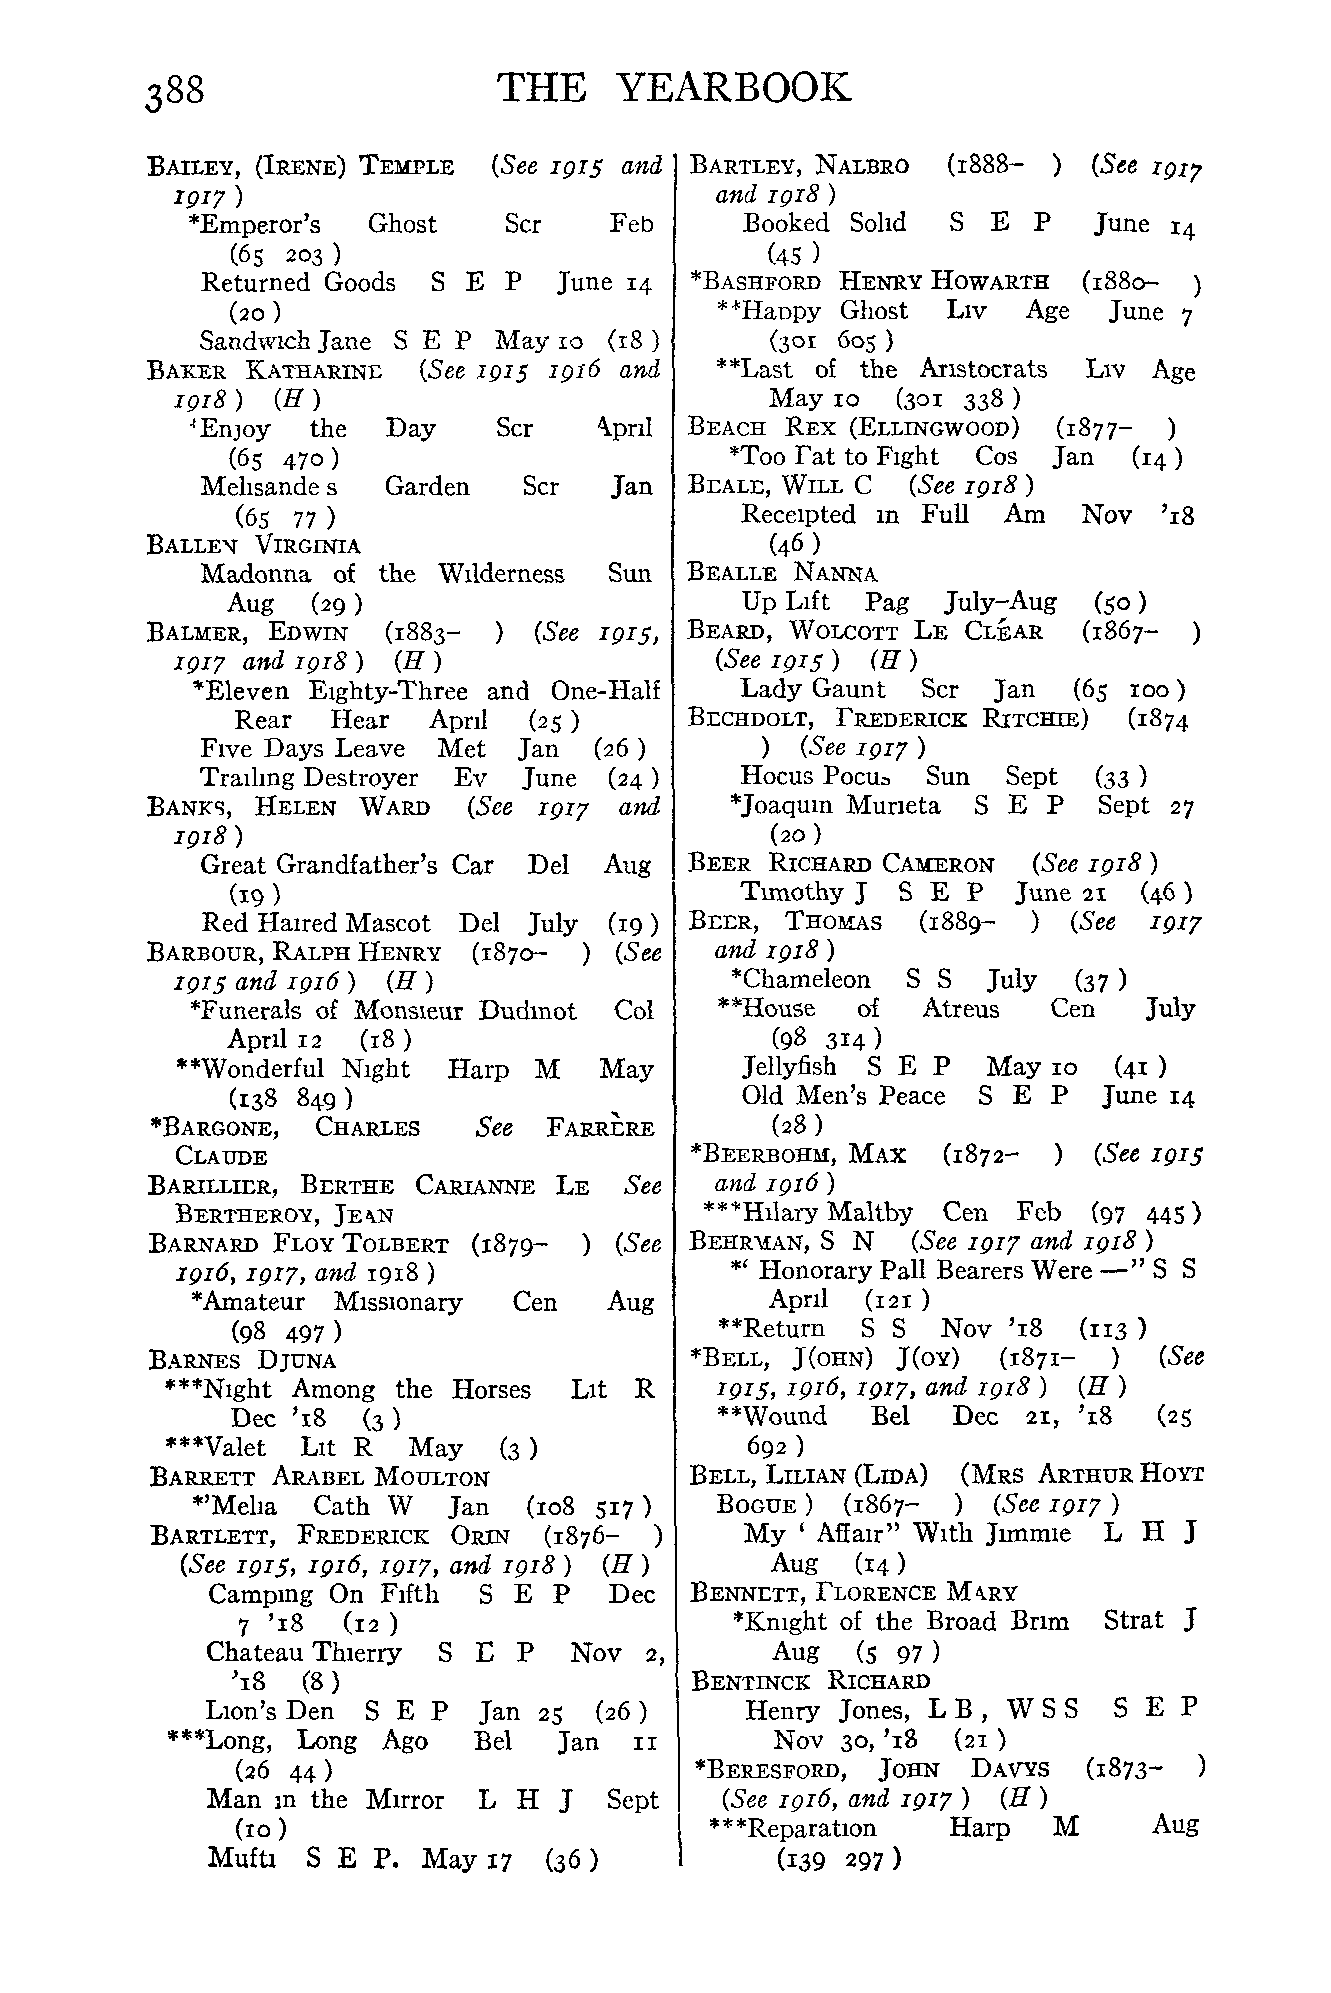 388 THE YEARBOOK
BAILEY, (IRENE) TEMPLE (See 1915 and
1917 )
*Emperor's Ghost Scr Feb
(65 203 )
Returned Goods S E P June 14
(20 )
Sandwich Jane S E P May 10 (18 )
BAKER KATHARINE (See 1915 1916 and
1918 ) (H )
*Enjoy the Day Scr April
(65 470 )
Melisande s Garden Scr Jan
(65 77 )
BALLEN VIRGINIA
Madonna of the Wilderness Sun
Aug (29 )
BALMER, EDWIN (1883- ) (See 1915,
1917 and 1918 ) (H )
*Eleven Eighty-Three and One-Half
Rear Hear April (25 )
Five Days Leave Met Jan (26 )
Trailing Destroyer Ev June (24 )
BANKS, HELEN WARD (See 1917 and
1918 )
Great Grandfather's Car Del Aug
(19 )
Red Haired Mascot Del July (19 )
BARBOUR, RALPH HENRY (1870- ) (See
1915 and 1916 ) (H )
*Funerals of Monsieur Dudinot Col
April 12 (18 )
**Wonderful Night Harp M May
(138 849 )
*BARGONE, CHARLES See FARRÈRE
CLAUDE
BARILLIER, BERTHE CARIANNE LE See
BERTHEROY, JEAN
BARNARD FLOY TOLBERT (1879- ) (See
1916, 1917, and 1918 )
*Amateur Missionary Cen Aug
(98 497 )
BARNES DJUNA
***Night Among the Horses Lit R
Dec '18 (3 )
***Valet Lit R May (3 )
BARRETT ARABEL MOULTON
*'Melia Cath W Jan (108 517 )
BARTLETT, FREDERICK ORIN (1876- )
(See 1915, 1916, 1917, and 1918 ) (H )
Camping On Fifth S E P Dec
7 '18 (12 )
Chateau Thierry S E P Nov 2,
'18 (8 )
Lion's Den S E P Jan 25 (26 )
***Long, Long Ago Bel Jan 11
(26 44 )
Man in the Mirror L H J Sept
(10 )
Mufti S E P. May 17 (36 )
BARTLEY, NALBRO (1888- ) (See 1917
and 1918 )
Booked Solid S E P June 14
(45 )
*BASHFORD HENRY HOWARTH (1880- )
**Happy Ghost Liv Age June 7
(301 605 )
**Last of the Aristocrats Liv Age
May 10 (301 338 )
BEACH REX (ELLINGWOOD) (1877- )
*Too Fat to Fight Cos Jan (14 )
BEALE, WILL C (See 1918 )
Receipted in Full Am Nov '18
(46 )
BEALLE NANNA
Up Lift Pag July-Aug (50 )
BEARD, WOLCOTT LE CLÉAR (1867- )
(See 1915 ) (H )
Lady Gaunt Scr Jan (65 100 )
BECHDOLT, FREDERICK RITCHIE) (1874
) (See 1917 )
Hocus Pocus Sun Sept (33 )
*Joaquin Murieta S E P Sept 27
(20 )
BEER RICHARD CAMERON (See 1918 )
Timothy J S E P June 21 (46 )
BEER, THOMAS (1889- ) (See 1917
and 1918 )
*Chameleon S S July (37 )
**House of Atreus Cen July
(98 314 )
Jellyfish S E P May 10 (41 )
Old Men's Peace S E P June 14
(28 )
*BEERBOHM, MAX (1872- ) (See 1915
and 1916 )
***Hilary Maltby Cen Feb (97 445 )
BEHRMAN, S N (See 1917 and 1918 )
*‘ Honorary Pall Bearers Were —” S S
April (121 )
**Return S S Nov '18 (113 )
*BELL, J(OHN) J(OY) (1871- ) (See
1915, 1916, 1917, and 1918 ) (H )
**Wound Bel Dec 21, '18 (25
692 )
BELL, LILIAN (LIDA) (MRS ARTHUR HOYT
BOGUE ) (1867- ) (See 1917 )
My ‘ Affair” With Jimmie L H J
Aug (14 )
BENNETT, FLORENCE MARY
*Knight of the Broad Brim Strat J
Aug (5 97 )
BENTINCK RICHARD
Henry Jones, L B , W S S S E P
Nov 30, '18 (21 )
*BERESFORD, JOHN DAVYS (1873- )
(See 1916, and 1917 ) (H )
***Reparation Harp M Aug
(139 297 )